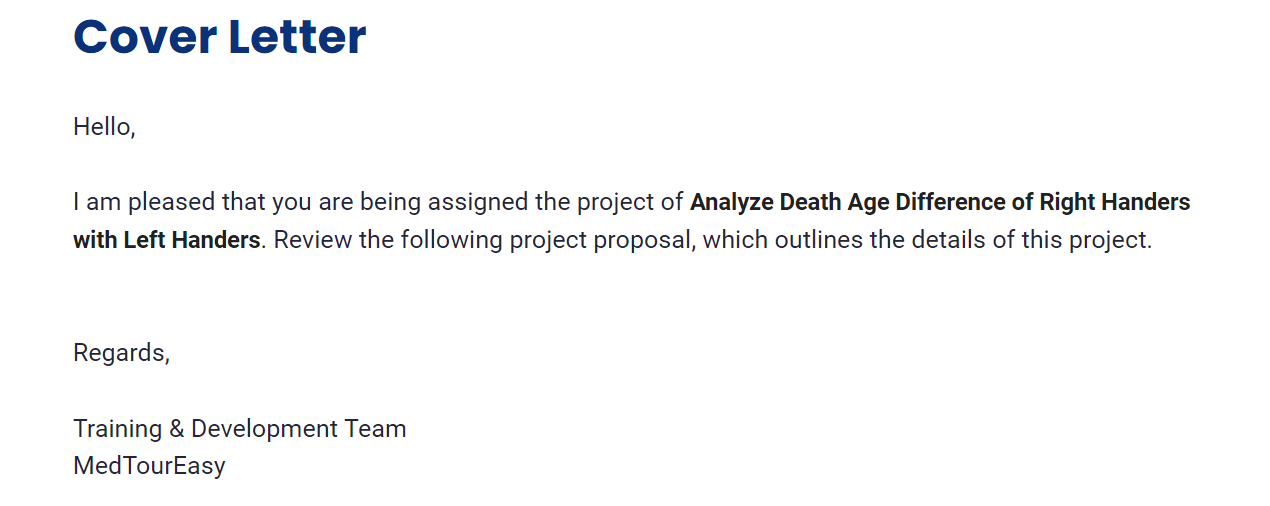 Cover Letter
Hello,
I am pleased that you are being assigned the project of Analyze Death Age Difference of Right Handers
with Left Handers. Review the following project proposal, which outlines the details of this project.
Regards,
Training & Development Team
MedTourEasy